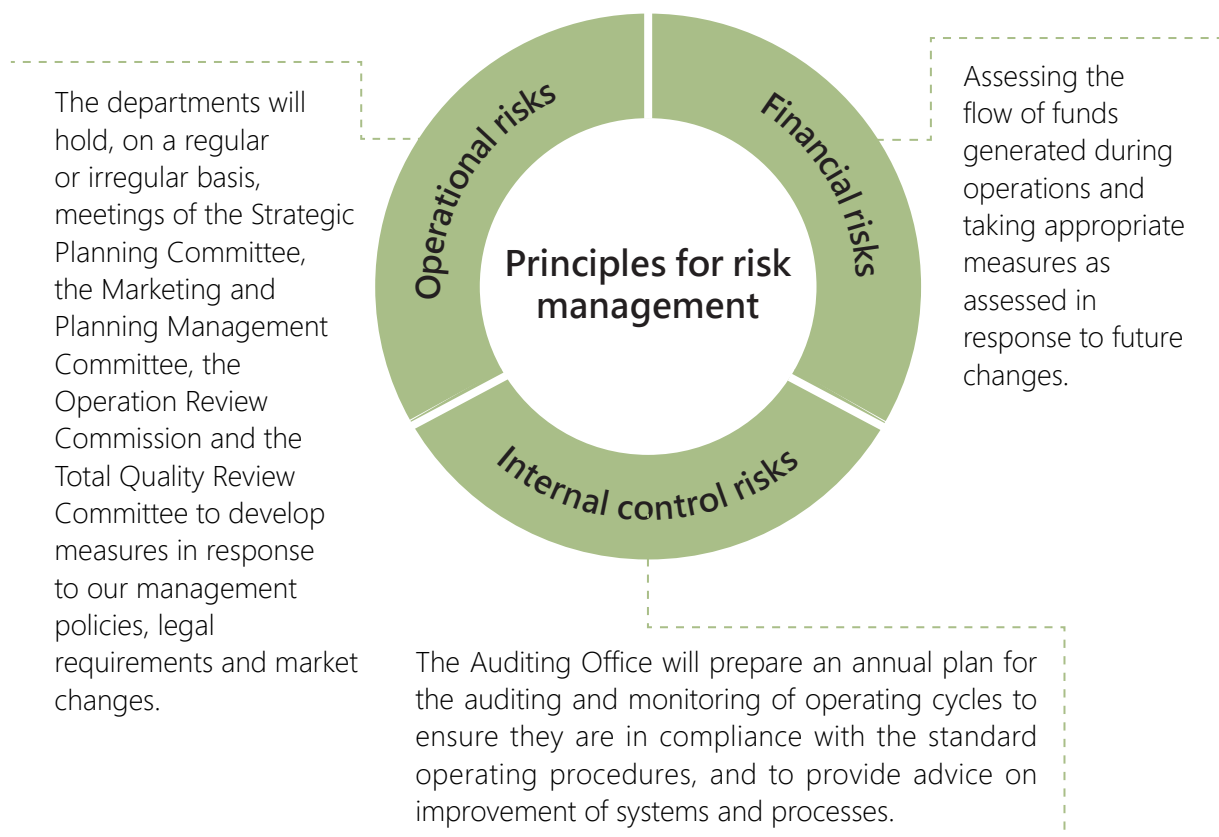 The departments will
hold, on a regular
or irregular basis,
meetings of the Strategic
Planning Committee,
the Marketing and
Planning Management
Committee, the
Operation Review
Commission and the
Total Quality Review
Committee to develop
measures in response
to our management
policies, legal
requirements and market
changes.
Operational risks
Financial risks
Internal control risks
Principles for risk
management
Assessing the
flow of funds
generated during
operations and
taking appropriate
measures as
assessed in
response to future
changes.
The Auditing Office will prepare an annual plan for
the auditing and monitoring of operating cycles to
ensure they are in compliance with the standard
operating procedures, and to provide advice on
improvement of systems and processes.